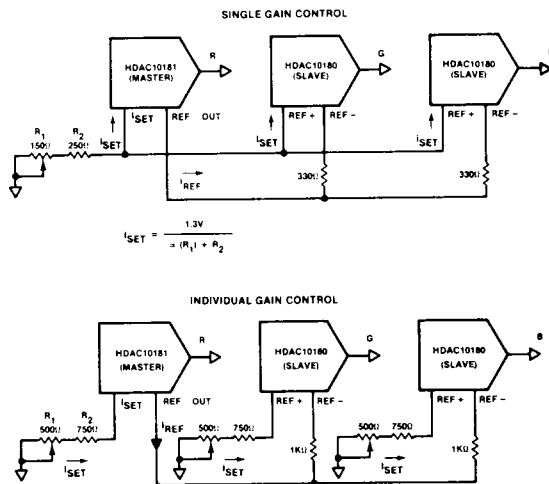 SINGLE GAIN CONTROL
HDAC10181
(MASTER)
R
HDAC10180
(SLAVE)
G
HDAC10180
(SLAVE)
ISET
REF OUT
REF + REF -
REF + REF -
ISET
ISET
ISET
R1
150Ω
R2
250Ω
IREF
330Ω
330Ω
ISET = 1.3V
∝ (R1) + R2
INDIVIDUAL GAIN CONTROL
HDAC10181
(MASTER)
R
HDAC10180
(SLAVE)
G
HDAC10180
(SLAVE)
B
ISET
REF OUT
REF + REF -
REF + REF -
R1
500Ω
R2
750Ω
IREF
500Ω
750Ω
500Ω
750Ω
1KΩ
1KΩ
ISET
ISET
ISET